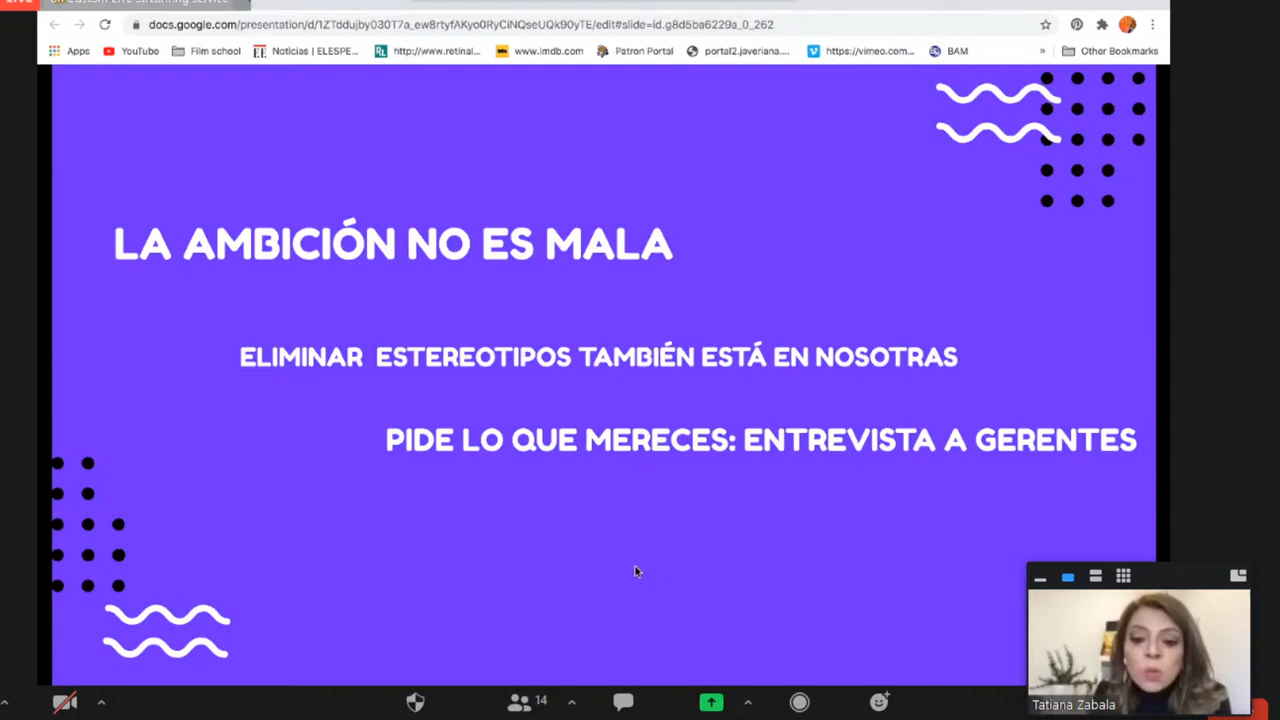 LIVE
docs.google.com/presentation/d/1ZTddujby030T7a_ew8rtyfAKyo0RyCiNQseUQk90yTE/edit#slide=id.g8d5ba6229a_0_262
Apps YouTube Film school Noticias | ELESPE... http://www.retinal... www.imdb.com Patron Portal portal2.javeriana.... https://vimeo.com... BAM » Other Bookmarks
LA AMBICIÓN NO ES MALA
ELIMINAR ESTEREOTIPOS TAMBIÉN ESTÁ EN NOSOTRAS
PIDE LO QUE MERECES: ENTREVISTA A GERENTES
14
Tatiana Zabala